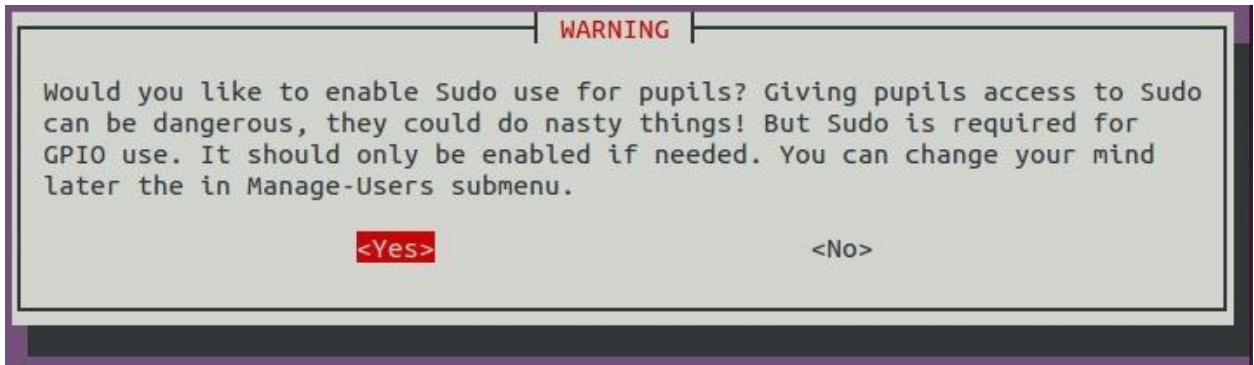 WARNING
Would you like to enable Sudo use for pupils? Giving pupils access to Sudo
can be dangerous, they could do nasty things! But Sudo is required for
GPIO use. It should only be enabled if needed. You can change your mind
later the in Manage-Users submenu.
<Yes> <No>